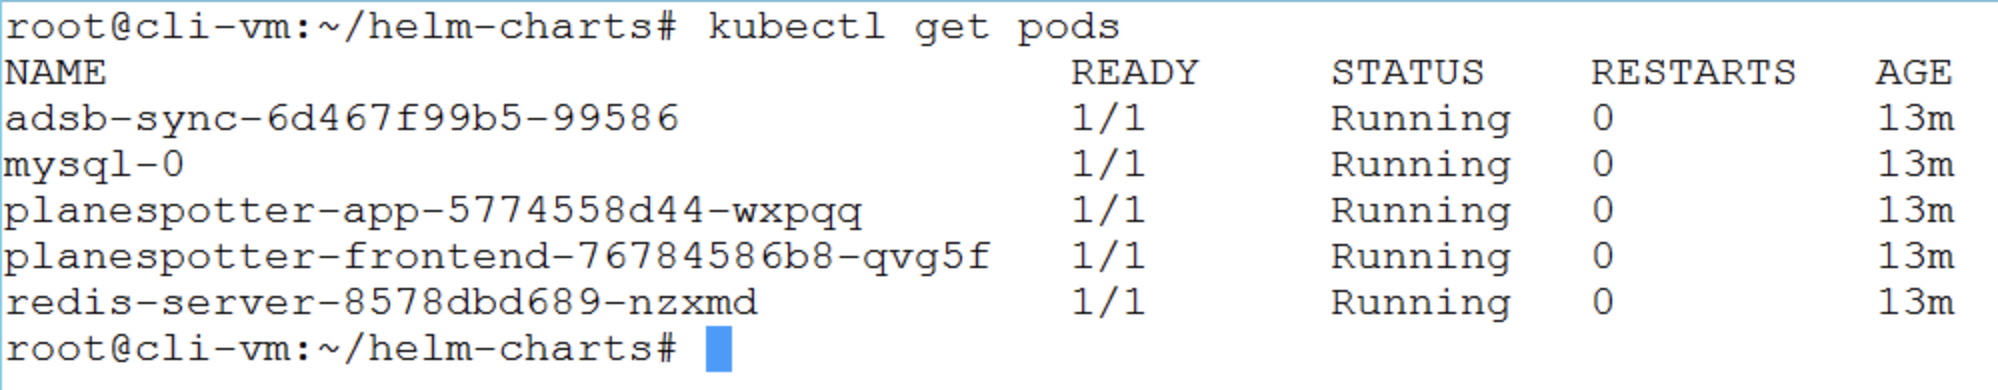 root@cli-vm:~/helm-charts# kubectl get pods
NAME READY STATUS RESTARTS AGE
adsb-sync-6d467f99b5-99586 1/1 Running 0 13m
mysql-0 1/1 Running 0 13m
planespotter-app-5774558d44-wxpqq 1/1 Running 0 13m
planespotter-frontend-76784586b8-qvg5f 1/1 Running 0 13m
redis-server-8578dbd689-nzxmd 1/1 Running 0 13m
root@cli-vm:~/helm-charts#